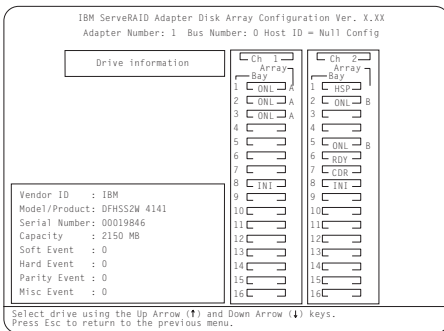 IBM ServeRAID Adapter Disk Array Configuration Ver. X.XX
Adapter Number: 1 Bus Number: 0 Host ID = Null Config
Drive information
Ch 1 Ch 2
Array Array
Bay Bay
1 ONL A 1 HSP
2 ONL A 2 ONL B
3 ONL A 3
4 4
5 5 ONL B
6 6 RDY
7 7 CDR
8 INI 8 INI
9 9
10 10
11 11
12 12
13 13
14 14
15 15
16 16
Vendor ID : IBM
Model/Product: DFHSS2W 4141
Serial Number: 00019846
Capacity : 2150 MB
Soft Event : 0
Hard Event : 0
Parity Event : 0
Misc Event : 0
Select drive using the Up Arrow (↑) and Down Arrow (↓) keys.
Press Esc to return to the previous menu.